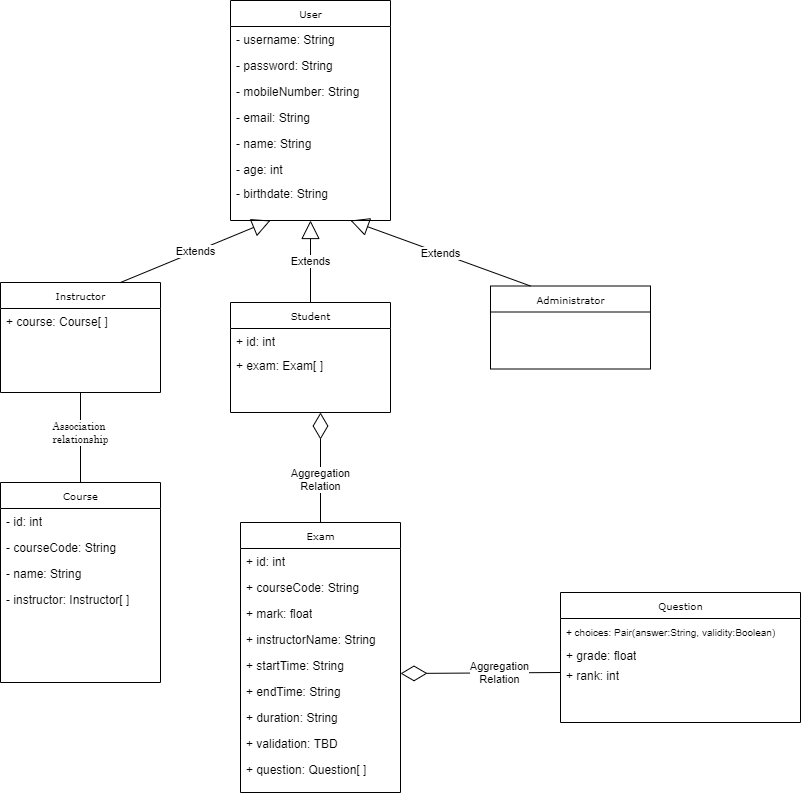 User
- username: String
- password: String
- mobileNumber: String
- email: String
- name: String
- age: int
- birthdate: String
Extends
Extends
Extends
Instructor
+ course: Course[ ]
Student
+ id: int
+ exam: Exam[ ]
Administrator
Association
relationship
Course
- id: int
- courseCode: String
- name: String
- instructor: Instructor[ ]
Aggregation
Relation
Exam
+ id: int
+ courseCode: String
+ mark: float
+ instructorName: String
+ startTime: String
+ endTime: String
+ duration: String
+ validation: TBD
+ question: Question[ ]
Aggregation
Relation
Question
+ choices: Pair(answer:String, validity:Boolean)
+ grade: float
+ rank: int